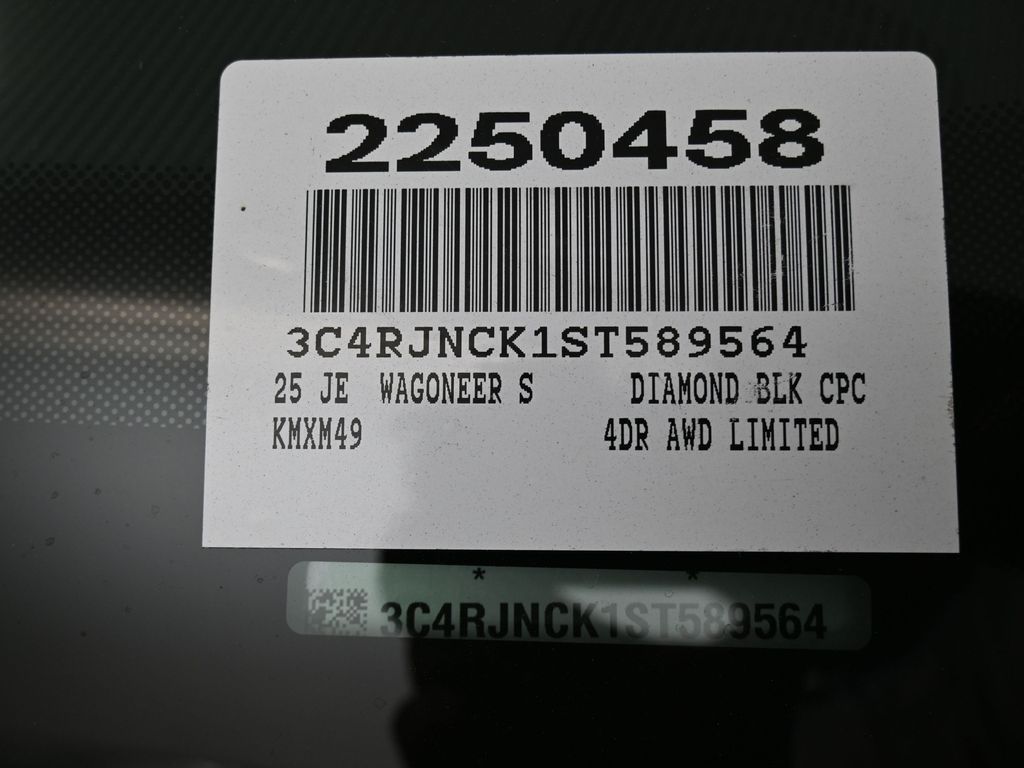 2250458
3C4RJNCK1ST589564
25 JE WAGONEER S DIAMOND BLK CPC
KMXM49 4DR AWD LIMITED
* *
3C4RJNCK1ST589564